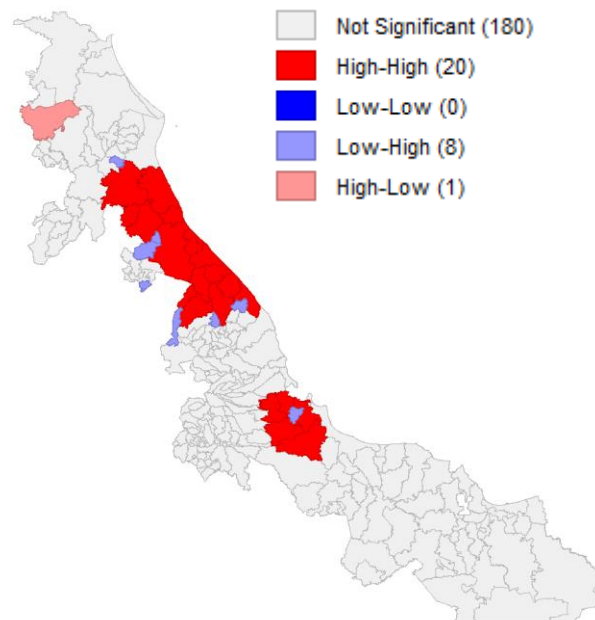 Not Significant (180)
High-High (20)
Low-Low (0)
Low-High (8)
High-Low (1)